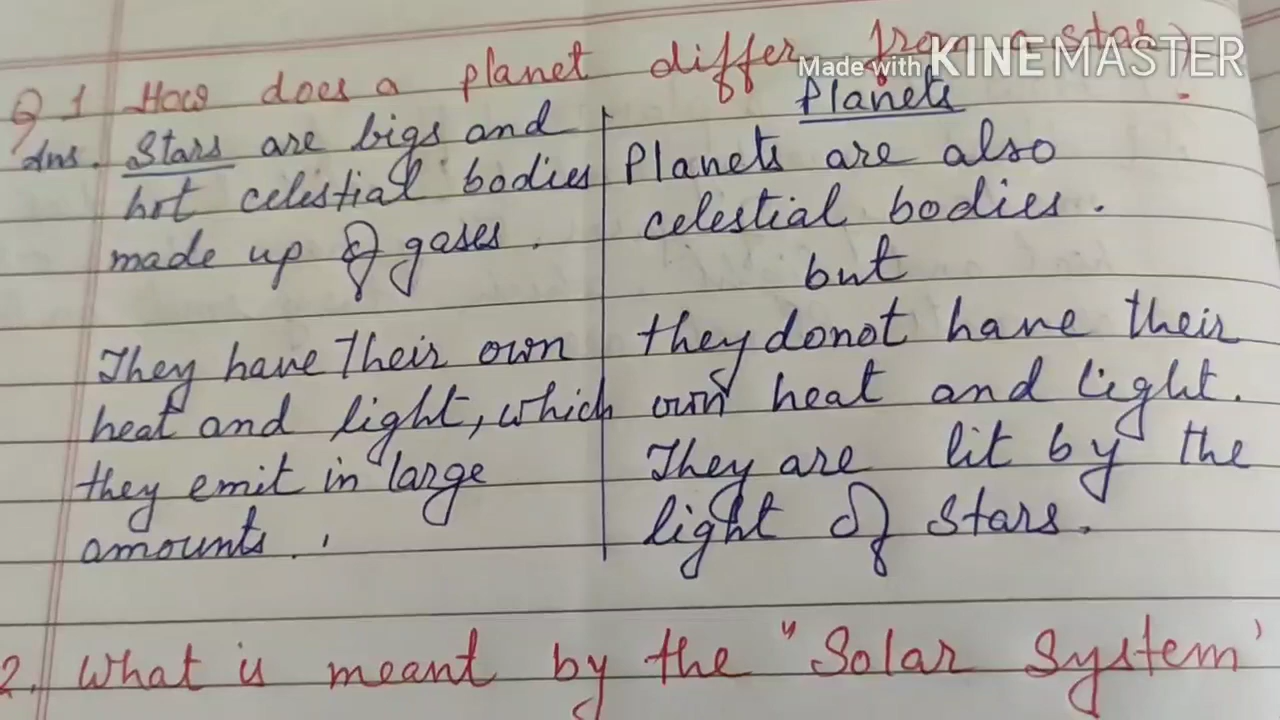 Q 1 How does a planet differ from a star ?
Made with KINEMASTER
Planets
Ans. Stars are bigs and
hot celestial bodies
made up of gases.
They have Their own
heat and light, which
they emit in large
amounts.
Planets are also
celestial bodies.
but
they donot have their
own heat and light.
They are lit by the
light of stars.
2. What is meant by the "Solar System'